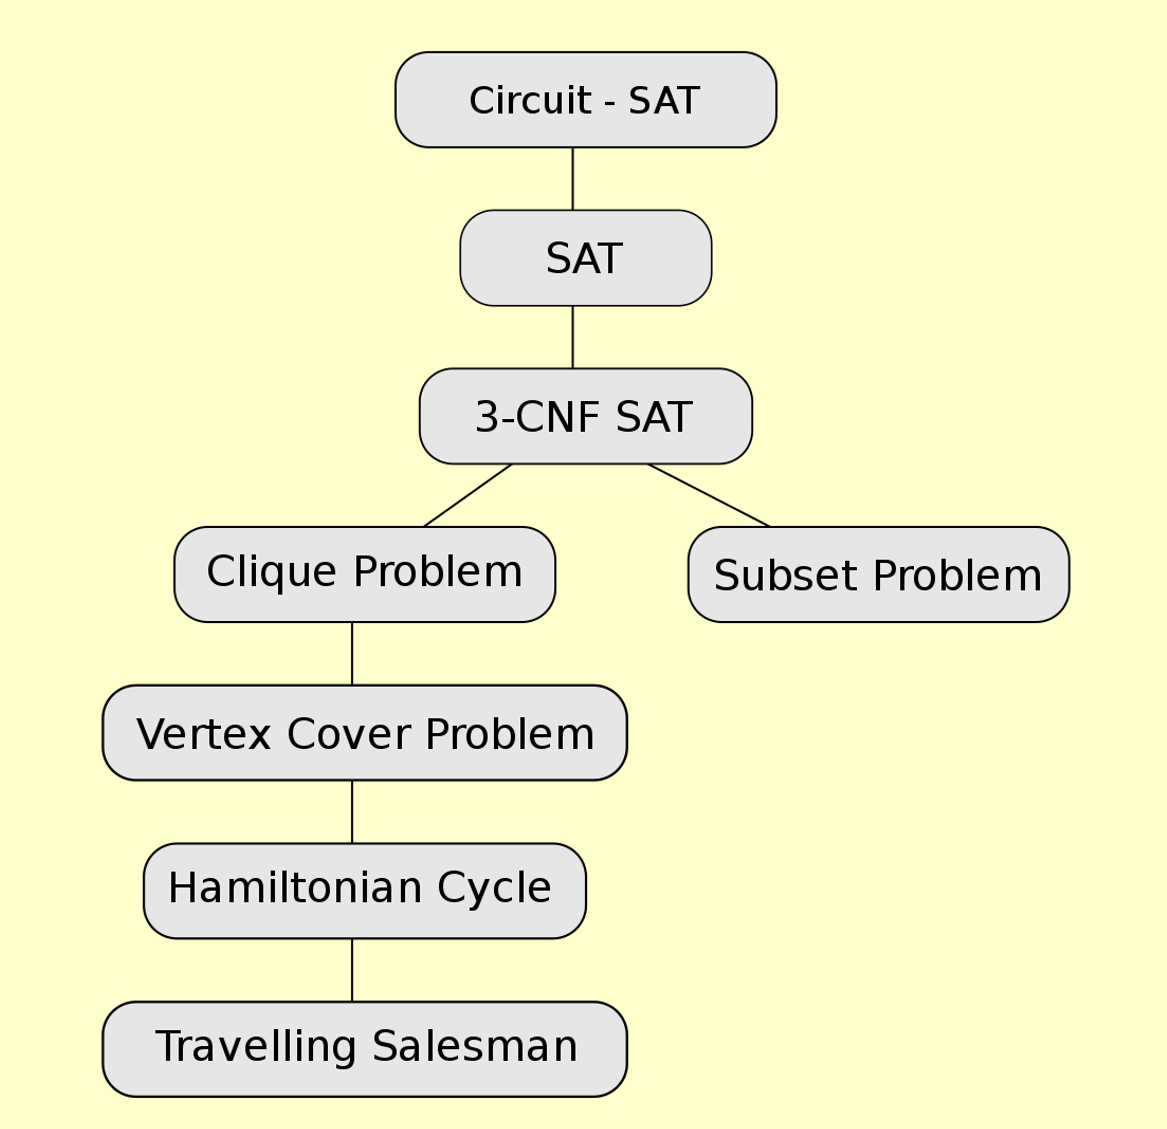 Circuit - SAT
SAT
3-CNF SAT
Clique Problem
Subset Problem
Vertex Cover Problem
Hamiltonian Cycle
Travelling Salesman